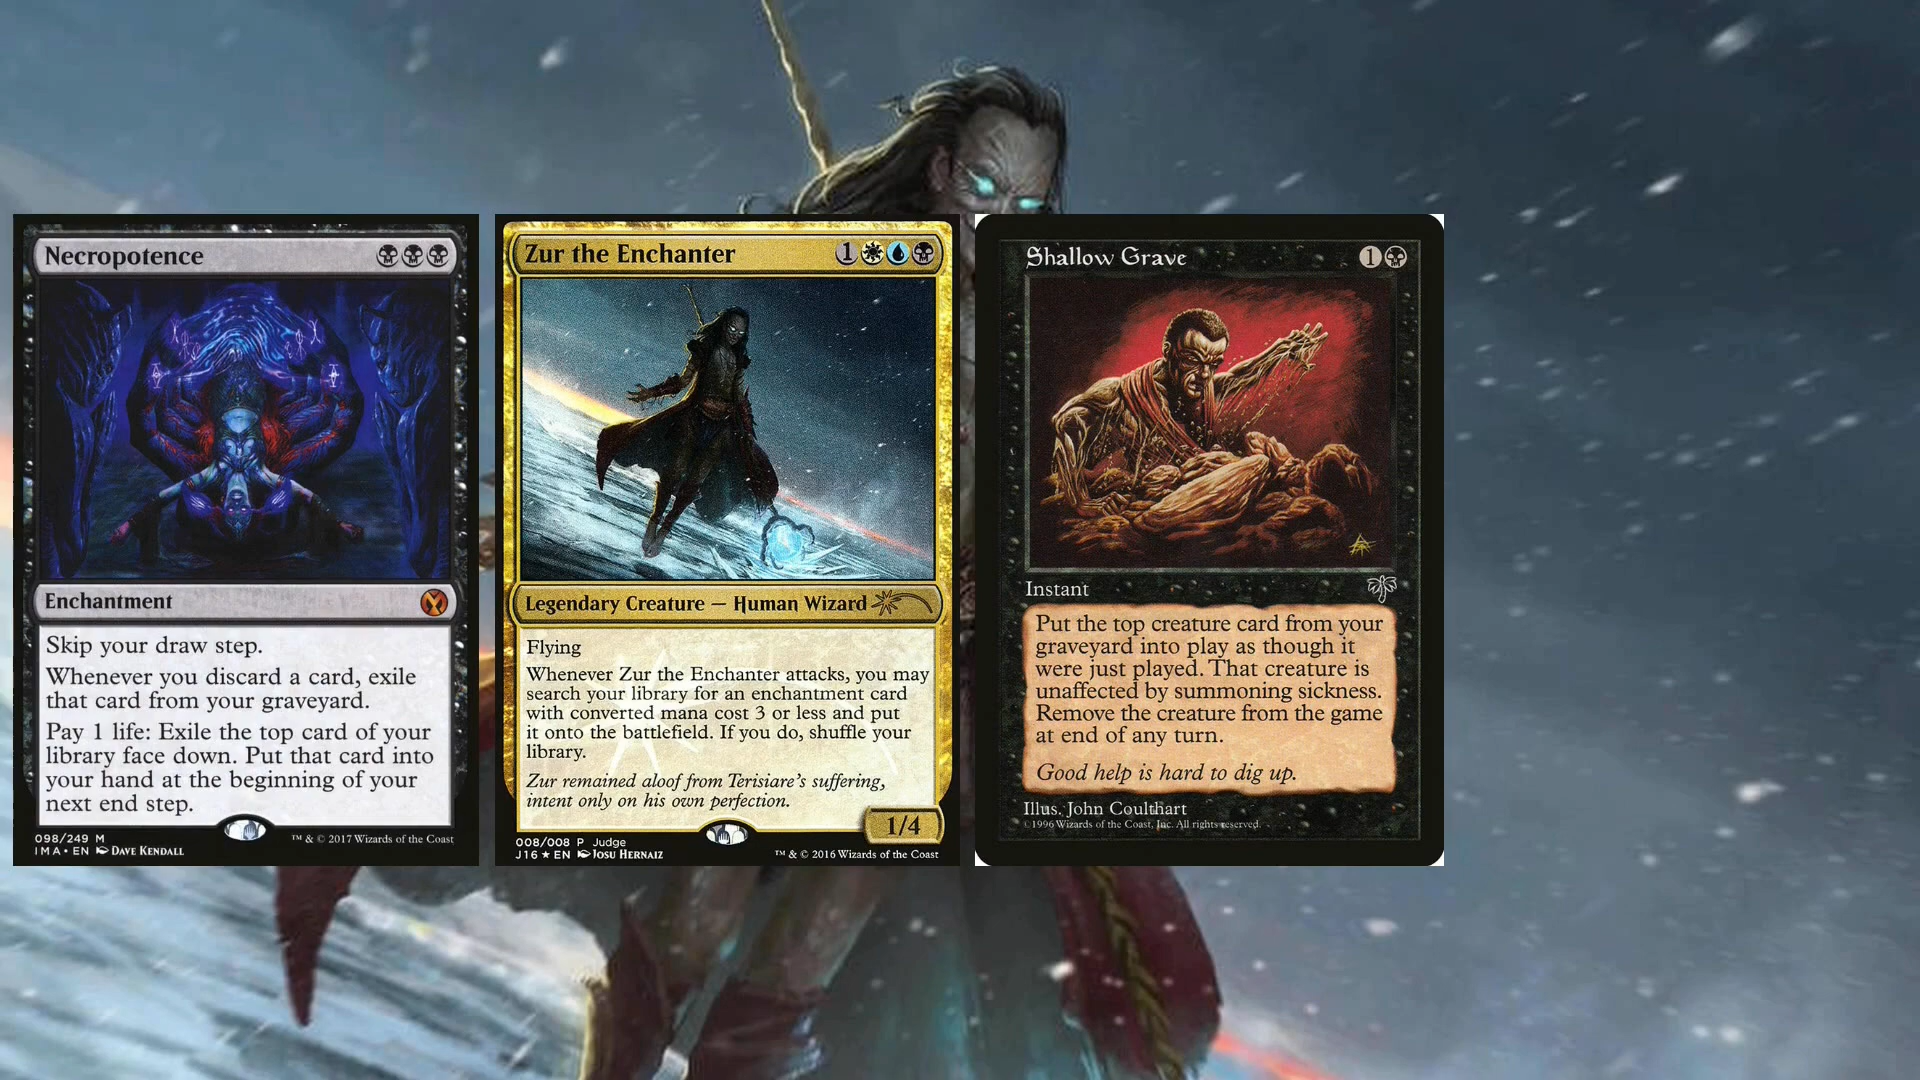 Necropotence
Enchantment
Skip your draw step.
Whenever you discard a card, exile
that card from your graveyard.
Pay 1 life: Exile the top card of your
library face down. Put that card into
your hand at the beginning of your
next end step.
098/249 M
IMA • EN DAVE KENDALL
™ & © 2017 Wizards of the Coast
Zur the Enchanter
1
Legendary Creature — Human Wizard
Flying
Whenever Zur the Enchanter attacks, you may
search your library for an enchantment card
with converted mana cost 3 or less and put
it onto the battlefield. If you do, shuffle your
library.
Zur remained aloof from Terisiare's suffering,
intent only on his own perfection.
1/4
008/008 P Judge
J16 ★ EN JOSU HERNAIZ
™ & © 2016 Wizards of the Coast
Shallow Grave
1
Instant
Put the top creature card from your
graveyard into play as though it
were just played. That creature is
unaffected by summoning sickness.
Remove the creature from the game
at end of any turn.
Good help is hard to dig up.
Illus. John Coulthart
©1996 Wizards of the Coast, Inc. All rights reserved.